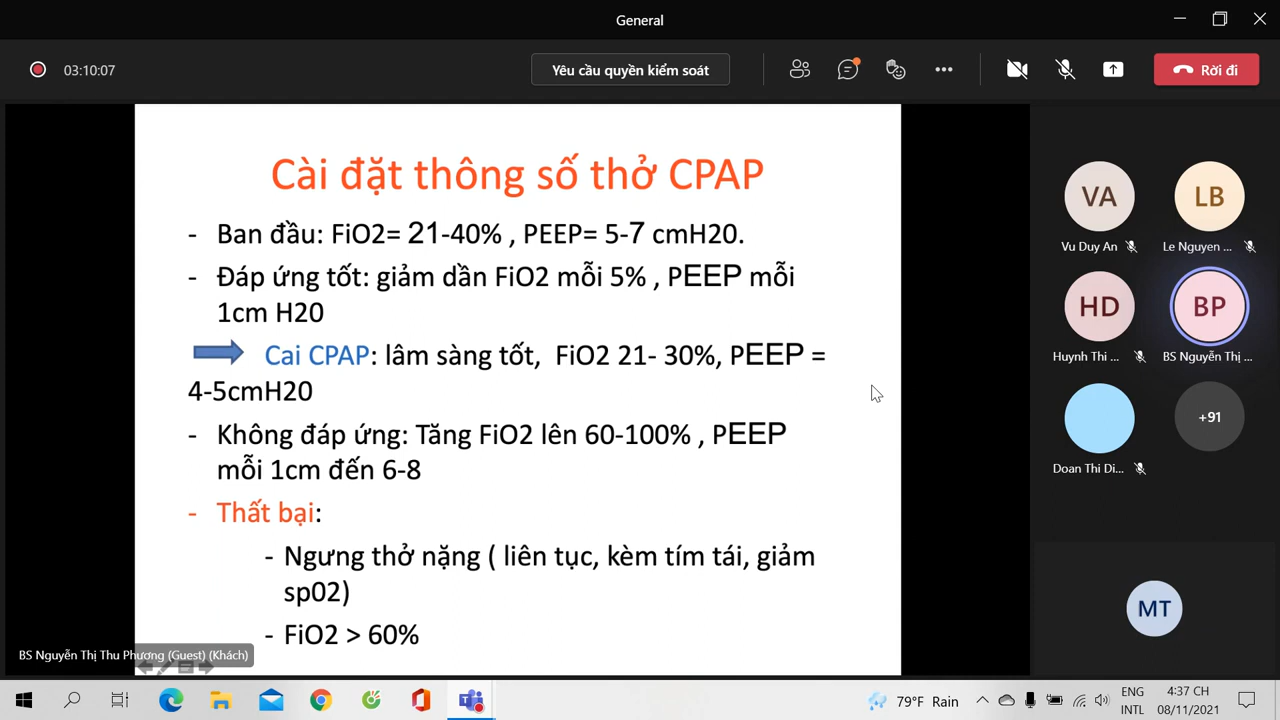 General
03:10:07
Yêu cầu quyền kiểm soát
Rời đi
Cài đặt thông số thở CPAP
- Ban đầu: FiO2= 21-40% , PEEP= 5-7 cmH20.
- Đáp ứng tốt: giảm dần FiO2 mỗi 5% , PEEP mỗi
1cm H20
Cai CPAP: lâm sàng tốt, FiO2 21- 30%, PEEP =
4-5cmH20
- Không đáp ứng: Tăng FiO2 lên 60-100% , PEEP
mỗi 1cm đến 6-8
- Thất bại:
- Ngưng thở nặng ( liên tục, kèm tím tái, giảm
sp02)
- FiO2 > 60%
BS Nguyễn Thị Thu Phương (Guest) (Khách)
VA
Vu Duy An
LB
Le Nguyen ...
HD
Huynh Thi ...
BP
BS Nguyễn Thị ...
Doan Thi Di...
+91
MT
79°F Rain
ENG
INTL
4:37 CH
08/11/2021